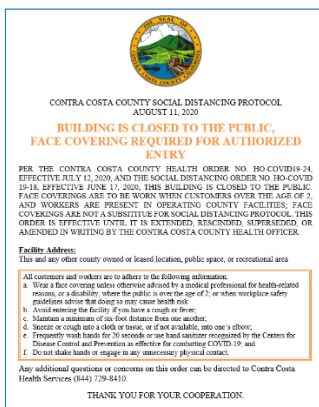 THE SEAL OF
CONTRA COSTA COUNTY, CALIFORNIA
CONTRA COSTA COUNTY SOCIAL DISTANCING PROTOCOL
AUGUST 11, 2020
BUILDING IS CLOSED TO THE PUBLIC,
FACE COVERING REQUIRED FOR AUTHORIZED
ENTRY
PER THE CONTRA COSTA COUNTY HEALTH ORDER NO. HO-COVID19-24,
EFFECTIVE JULY 12, 2020, AND THE SOCIAL DISTANCING ORDER NO. HO-COVID
19-18, EFFECTIVE JUNE 17, 2020, THIS BUILDING IS CLOSED TO THE PUBLIC.
FACE COVERINGS ARE TO BE WORN WHEN CUSTOMERS OVER THE AGE OF 2,
AND WORKERS ARE PRESENT IN OPERATING COUNTY FACILITIES; FACE
COVERINGS ARE NOT A SUBSTITUE FOR SOCIAL DISTANCING PROTOCOL. THIS
ORDER IS EFFECTIVE UNTIL IT IS EXTENDED, RESCINDED, SUPERSEDED, OR
AMENDED IN WRITING BY THE CONTRA COSTA COUNTY HEALTH OFFICER.
Facility Address:
This and any other county owned or leased location, public space, or recreational area
All customers and workers are to adhere to the following information:
a. Wear a face covering unless otherwise advised by a medical professional for health-related
reasons, or a disability, where the public is over the age of 2; or when workplace safety
guidelines advise that doing so may cause health risk
b. Avoid entering the facility if you have a cough or fever;
c. Maintain a minimum of six-foot distance from one another;
d. Sneeze or cough into a cloth or tissue, or if not available, into one's elbow;
e. Frequently wash hands for 20 seconds or use hand sanitizer recognized by the Centers for
Disease Control and Prevention as effective for combatting COVID-19; and
f. Do not shake hands or engage in any unnecessary physical contact.
Any additional questions or concerns on this order can be directed to Contra Costa
Health Services (844) 729-8410.
THANK YOU FOR YOUR COOPERATION.